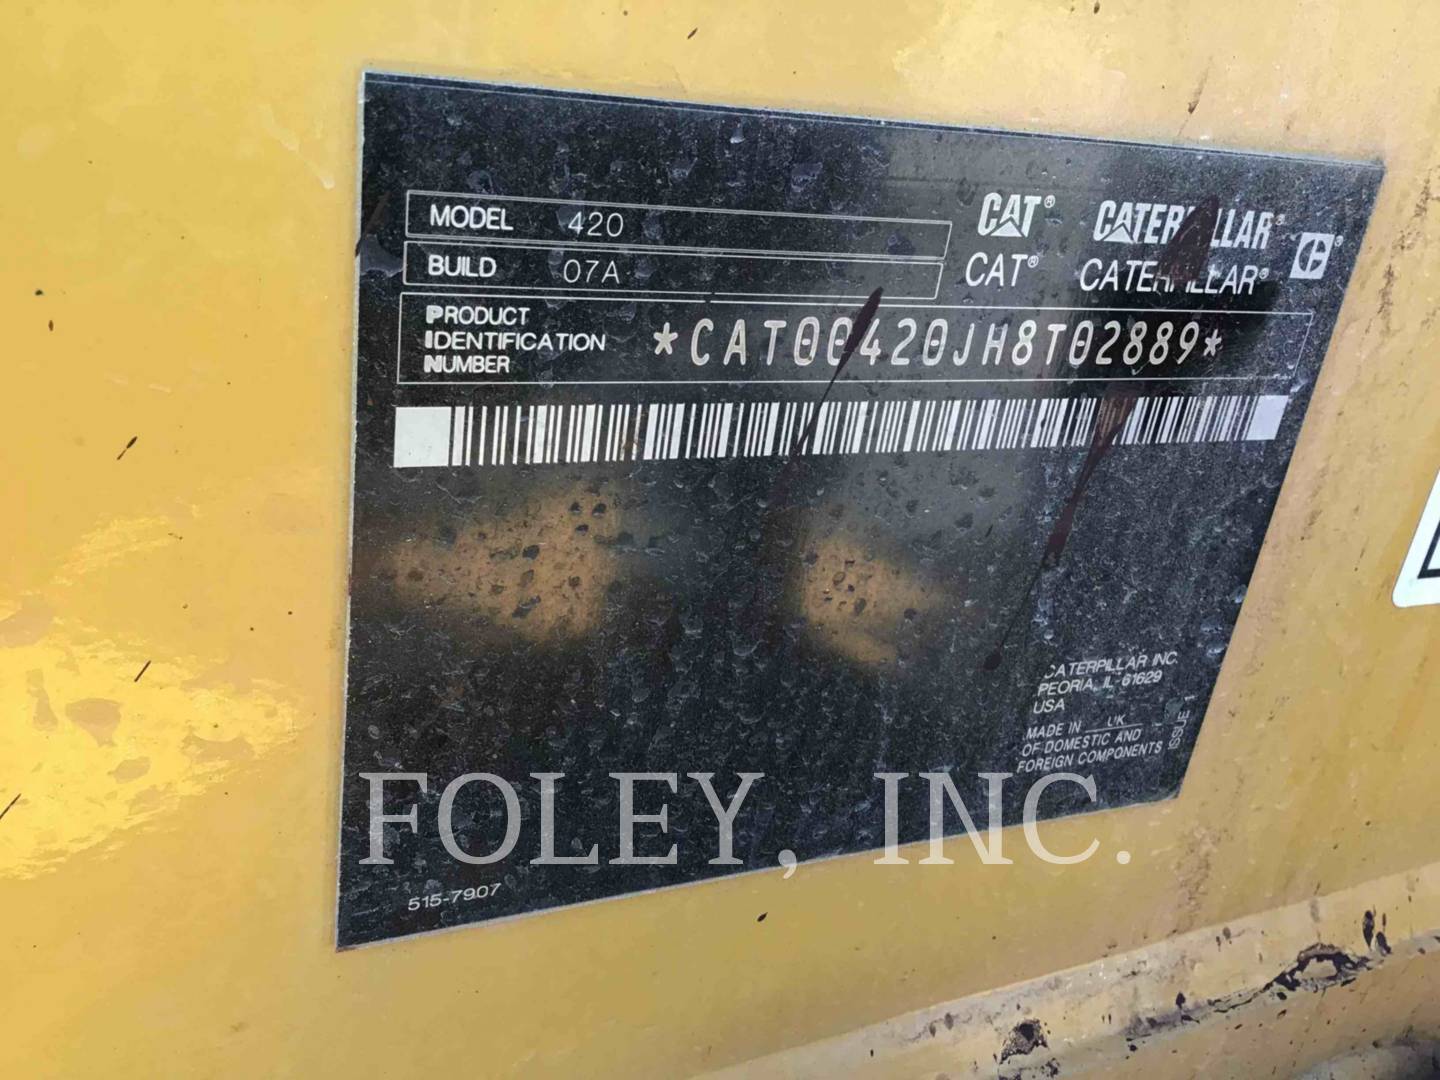 MODEL 420
BUILD 07A
CAT® CATERPILLAR®
CAT® CATERPILLAR®
C®
PRODUCT
IDENTIFICATION
NUMBER
*CAT00420JH8T02889*
CATERPILLAR INC.
PEORIA, IL 61629
USA
MADE IN UK
OF DOMESTIC AND
FOREIGN COMPONENTS
ISSUE 1
FOLEY, INC.
515-7907